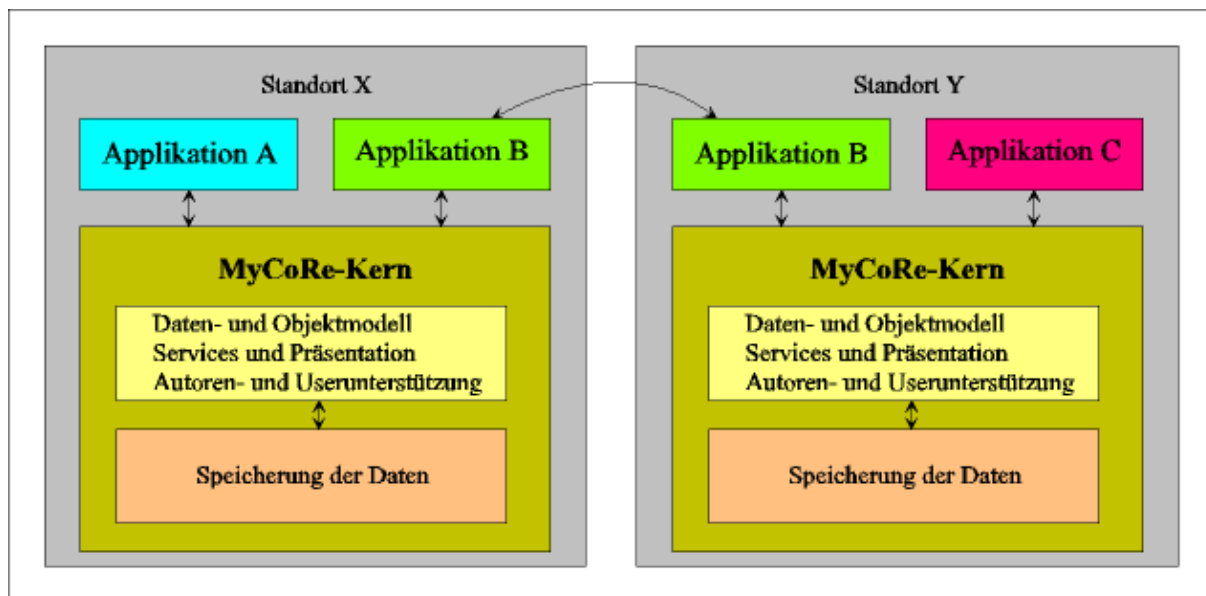 Standort X
Applikation A
Applikation B
MyCoRe-Kern
Daten- und Objektmodell
Services und Präsentation
Autoren- und Userunterstützung
Speicherung der Daten
Standort Y
Applikation B
Applikation C
MyCoRe-Kern
Daten- und Objektmodell
Services und Präsentation
Autoren- und Userunterstützung
Speicherung der Daten